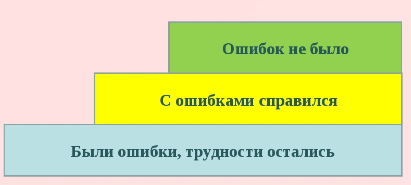 Ошибок не было
С ошибками справился
Были ошибки, трудности остались